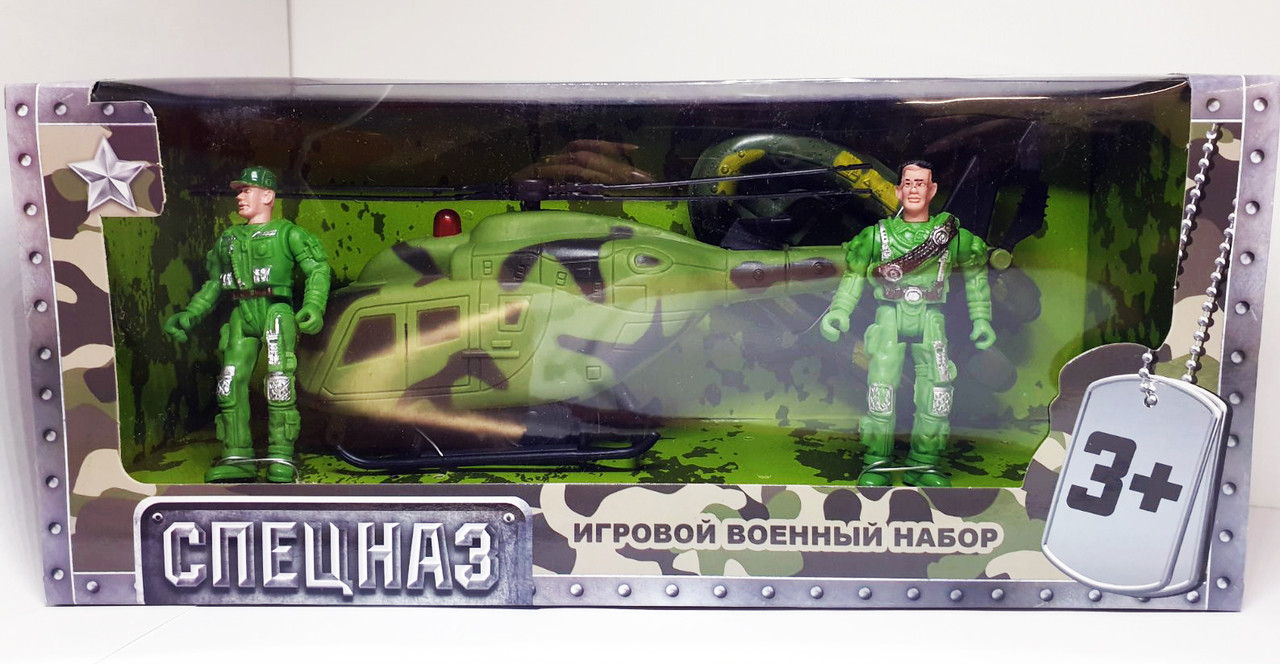 3+
СПЕЦНАЗ
ИГРОВОЙ ВОЕННЫЙ НАБОР